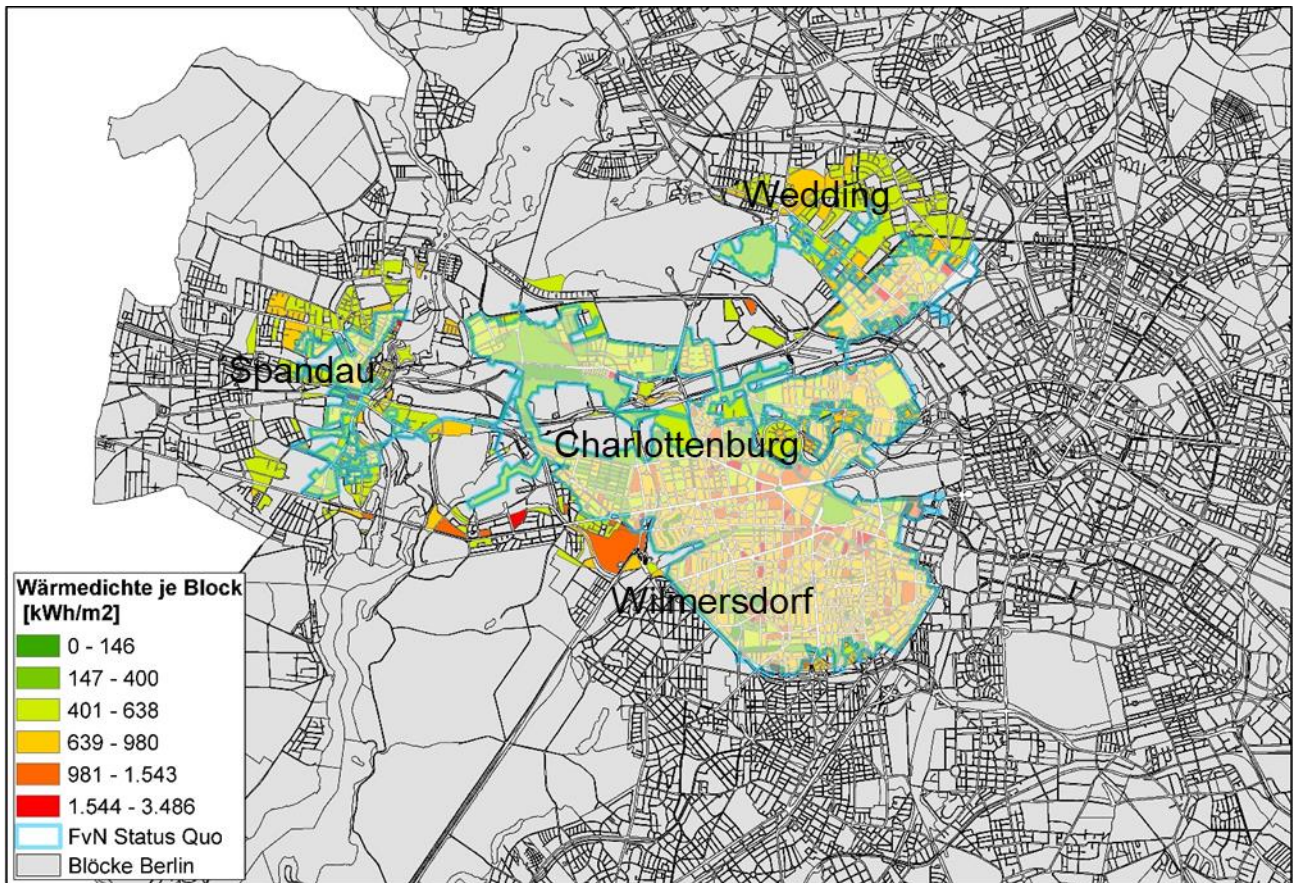 Wedding
Spandau
Charlottenburg
Wilmersdorf
Wärmedichte je Block
[kWh/m2]
0 - 146
147 - 400
401 - 638
639 - 980
981 - 1.543
1.544 - 3.486
FvN Status Quo
Blöcke Berlin